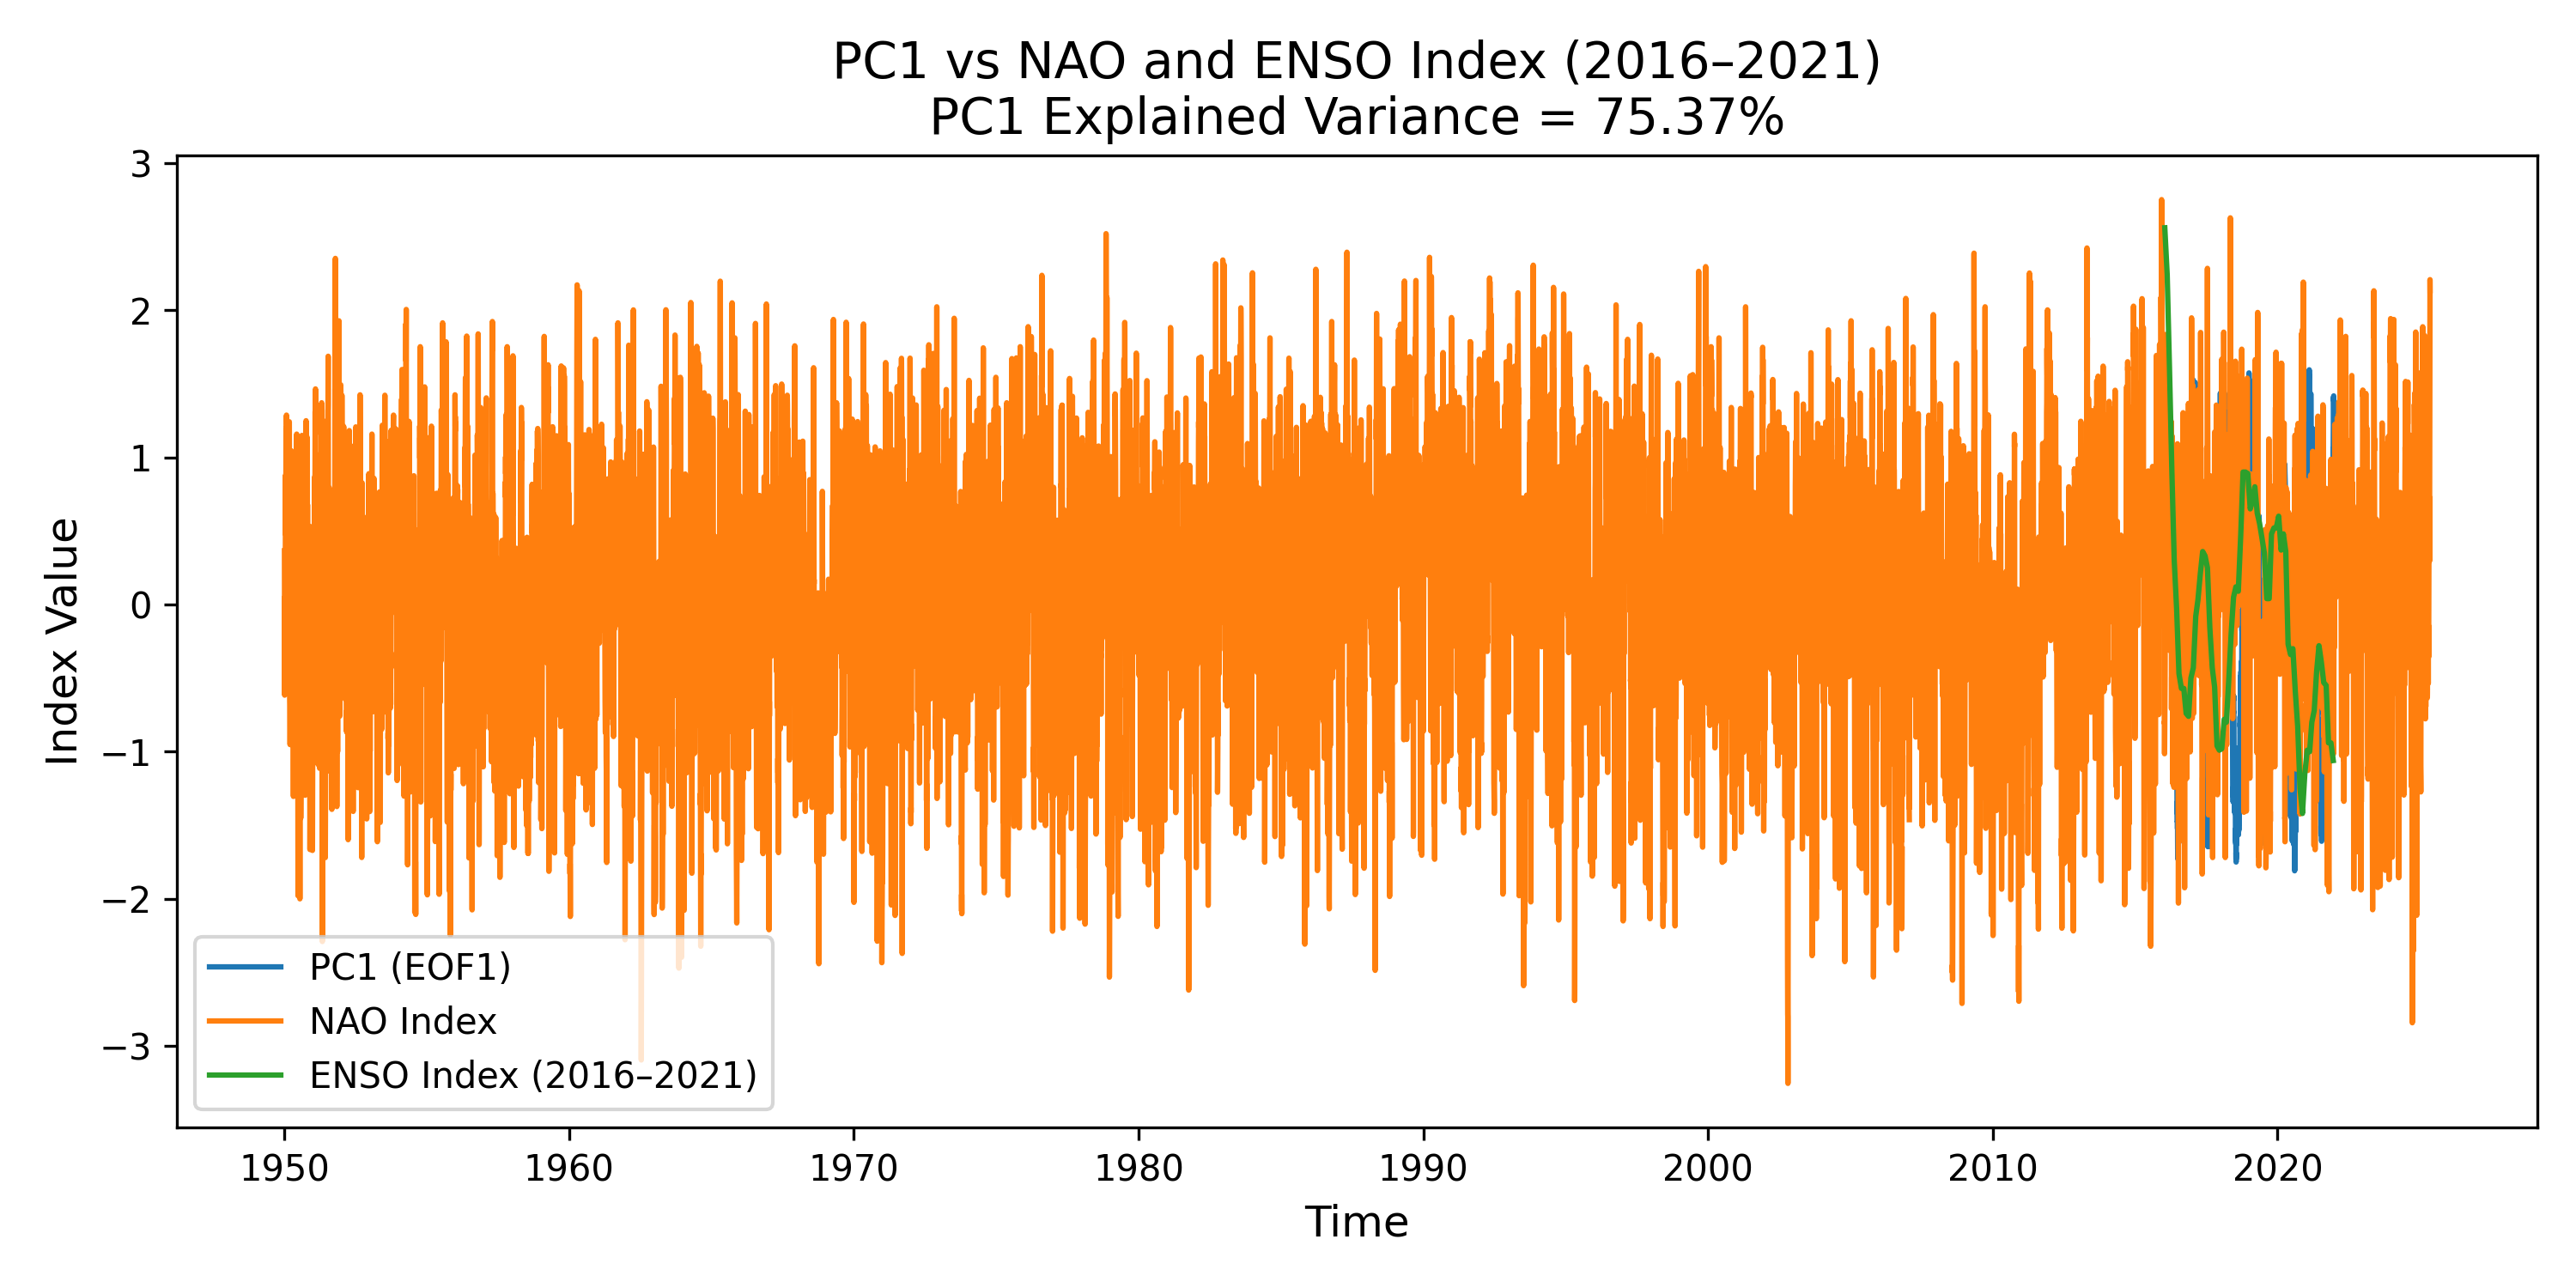 PC1 vs NAO and ENSO Index (2016–2021)
PC1 Explained Variance = 75.37%
3
2
1
0
−1
−2
−3
Index Value
PC1 (EOF1)
NAO Index
ENSO Index (2016–2021)
1950 1960 1970 1980 1990 2000 2010 2020
Time